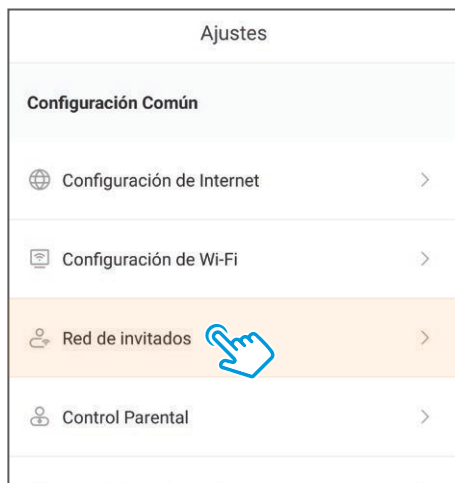 Ajustes
Configuración Común
Configuración de Internet
Configuración de Wi-Fi
Red de invitados
Control Parental